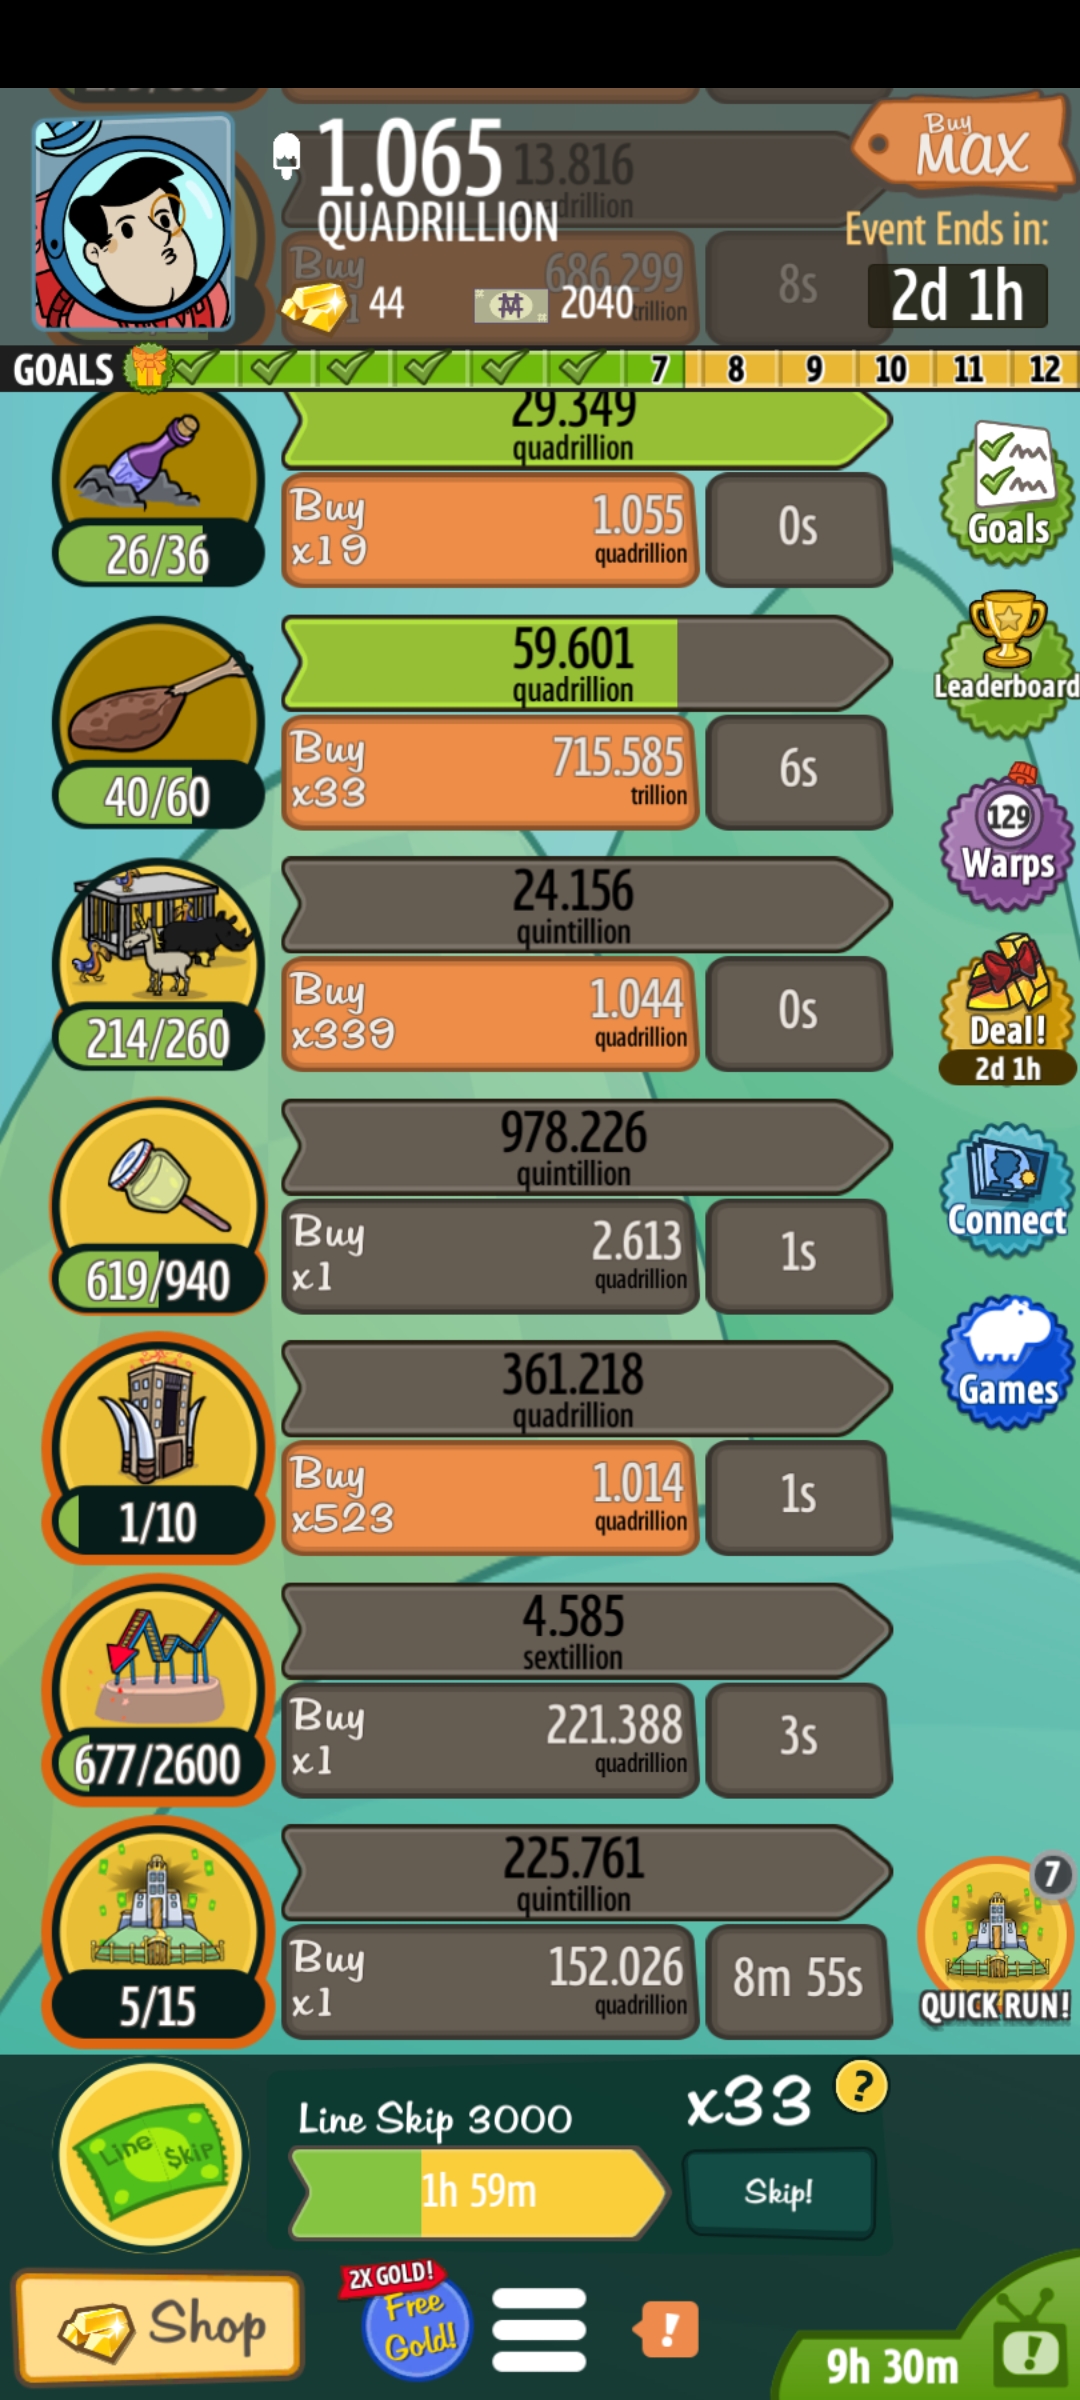 1.065
QUADRILLION
13.816
Buy
MAX
Event Ends in:
2d 1h
Buy
686.299
trillion
8s
44
2040
GOALS
7
8
9
10
11
12
29.349
quadrillion
Buy
x19
1.055
quadrillion
0s
26/36
Goals
59.601
quadrillion
Buy
x33
715.585
trillion
6s
40/60
Leaderboard
24.156
quintillion
Buy
x339
1.044
quadrillion
0s
214/260
129
Warps
Deal!
2d 1h
978.226
quintillion
Buy
x1
2.613
quadrillion
1s
619/940
Connect
361.218
quadrillion
Buy
x523
1.014
quadrillion
1s
1/10
Games
4.585
sextillion
Buy
x1
221.388
quadrillion
3s
677/2600
225.761
quintillion
Buy
x1
152.026
quadrillion
8m 55s
5/15
7
QUICK RUN!
Line $kip
Line Skip 3000
x33
?
1h 59m
Skip!
Shop
2X GOLD!
Free
Gold!
!
9h 30m
!